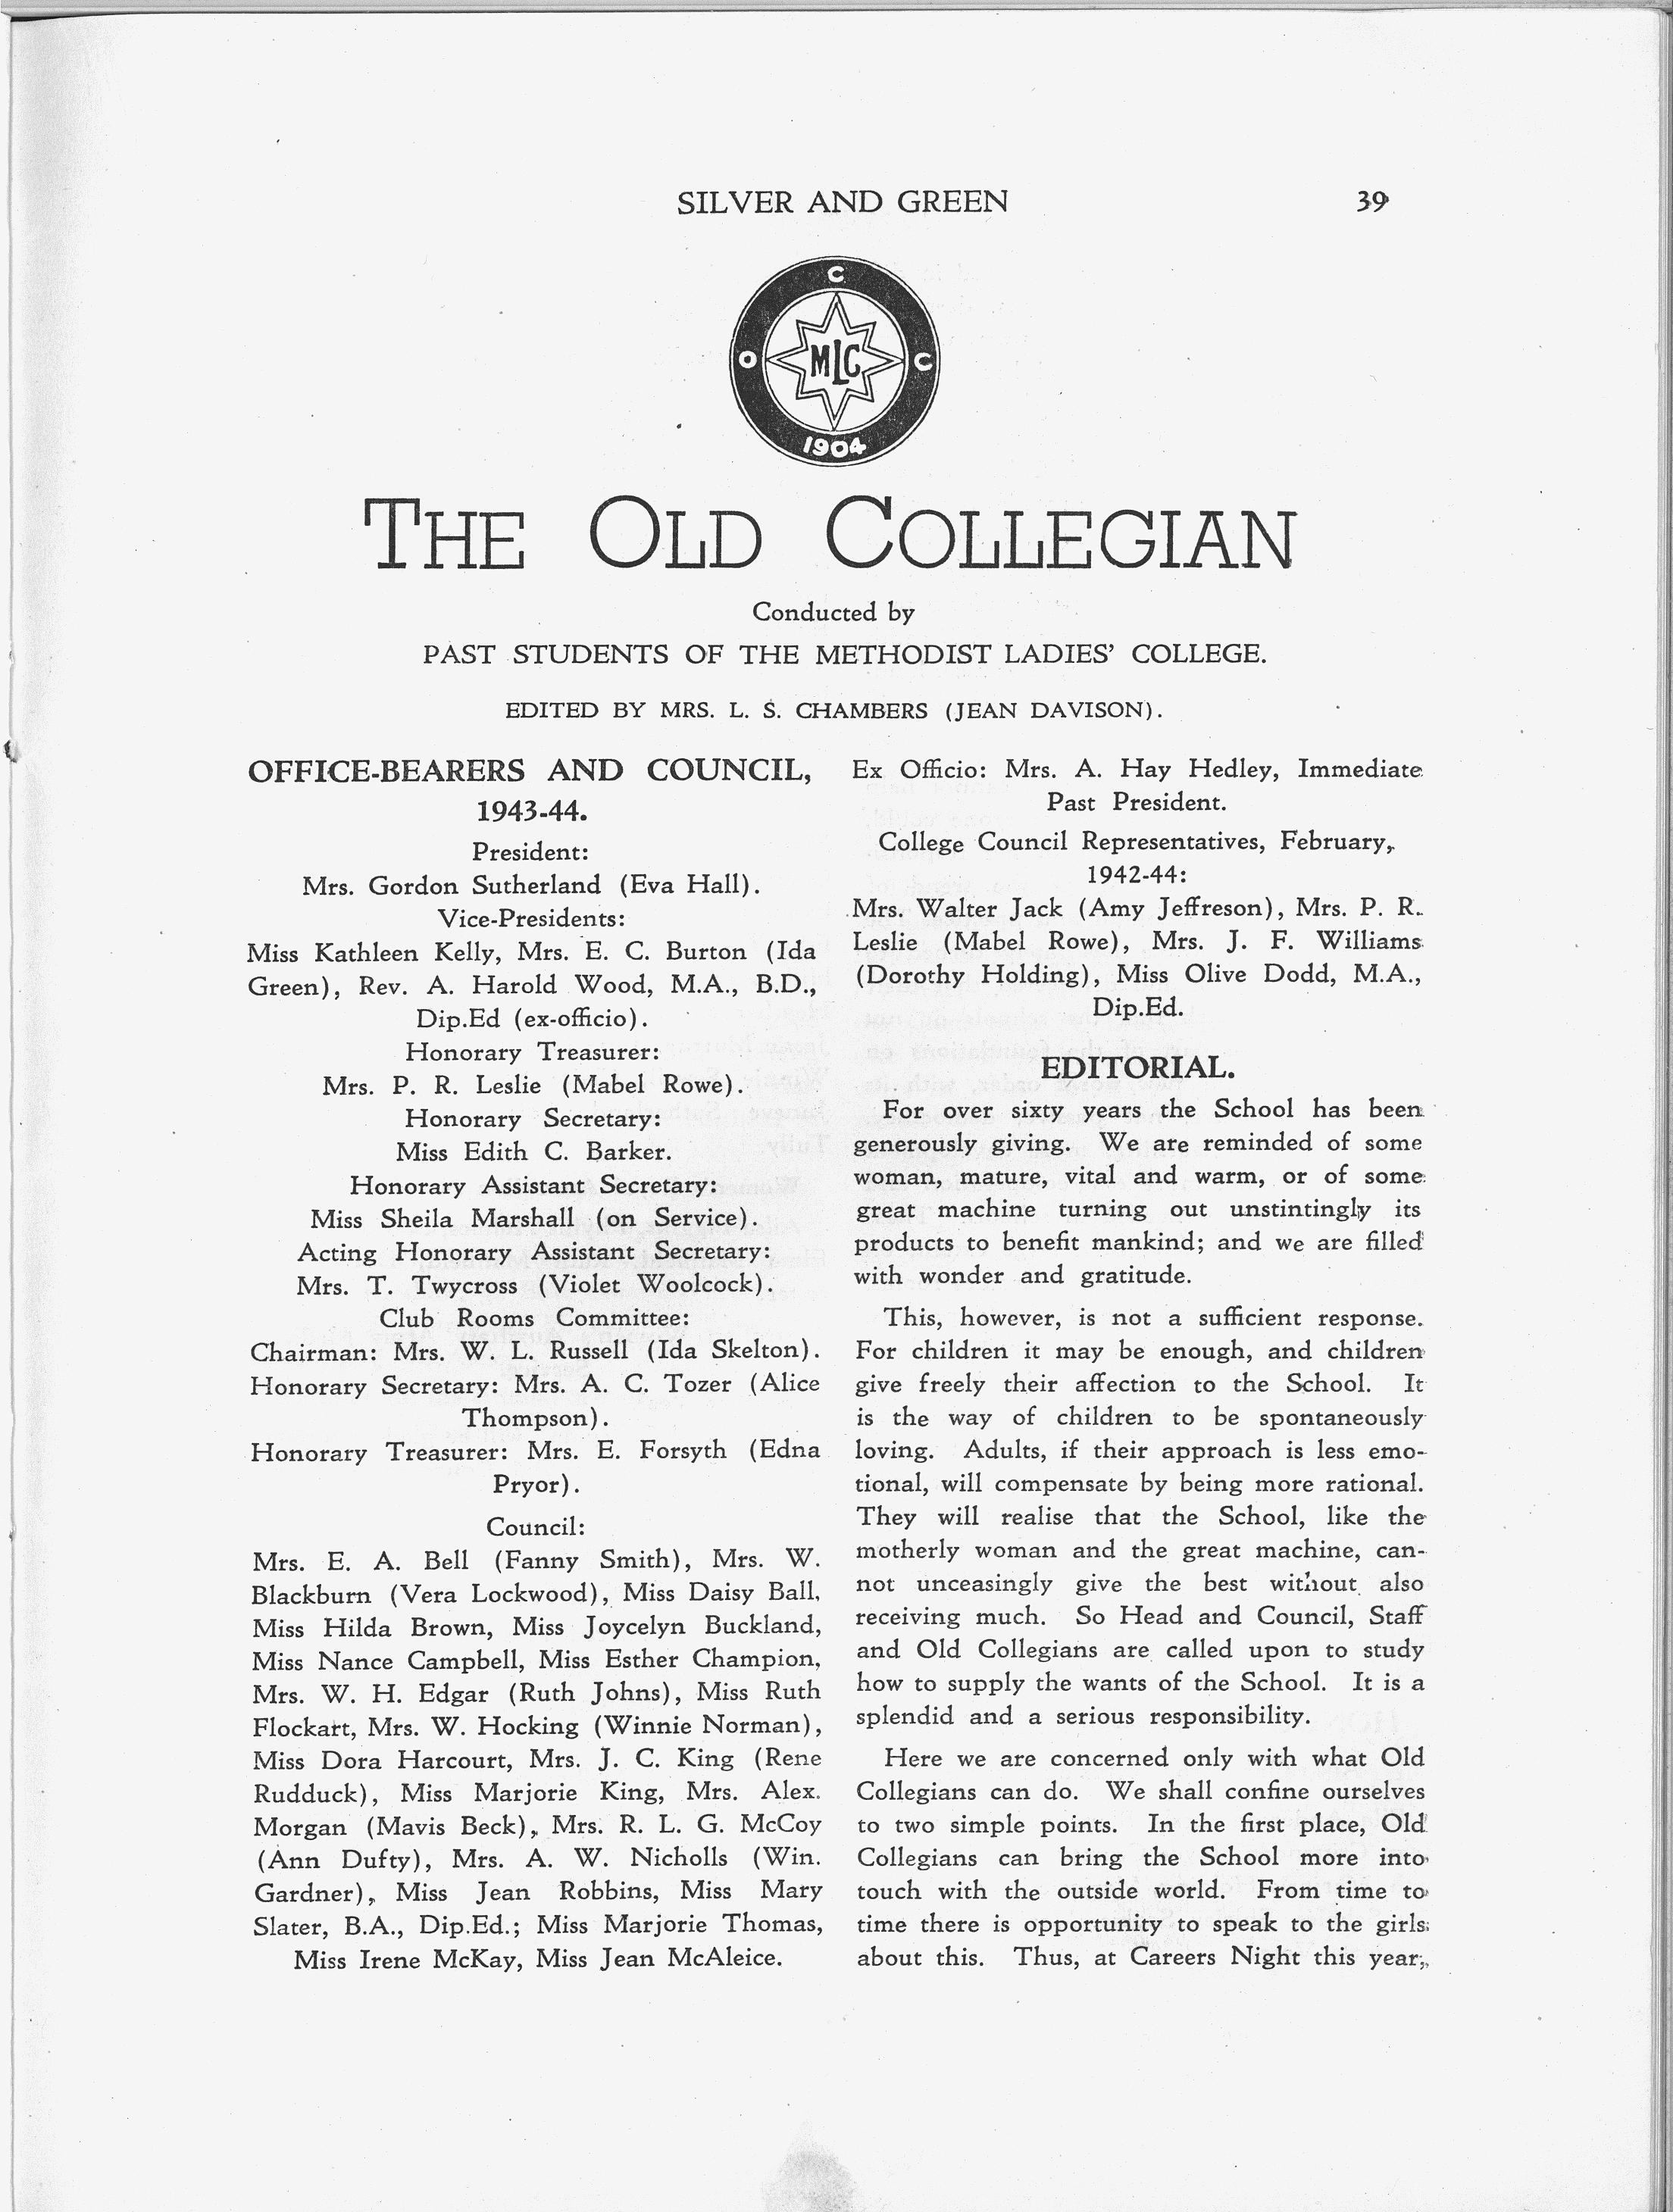 SILVER AND GREEN
39
C
O
MLC
C
1904
THE OLD COLLEGIAN
Conducted by
PAST STUDENTS OF THE METHODIST LADIES' COLLEGE.
EDITED BY MRS. L. S. CHAMBERS (JEAN DAVISON).
OFFICE-BEARERS AND COUNCIL,
1943-44.
President:
Mrs. Gordon Sutherland (Eva Hall).
Vice-Presidents:
Miss Kathleen Kelly, Mrs. E. C. Burton (Ida
Green), Rev. A. Harold Wood, M.A., B.D.,
Dip.Ed (ex-officio).
Honorary Treasurer:
Mrs. P. R. Leslie (Mabel Rowe).
Honorary Secretary:
Miss Edith C. Barker.
Honorary Assistant Secretary:
Miss Sheila Marshall (on Service).
Acting Honorary Assistant Secretary:
Mrs. T. Twycross (Violet Woolcock).
Club Rooms Committee:
Chairman: Mrs. W. L. Russell (Ida Skelton).
Honorary Secretary: Mrs. A. C. Tozer (Alice
Thompson).
Honorary Treasurer: Mrs. E. Forsyth (Edna
Pryor).
Council:
Mrs. E. A. Bell (Fanny Smith), Mrs. W.
Blackburn (Vera Lockwood), Miss Daisy Ball,
Miss Hilda Brown, Miss Joycelyn Buckland,
Miss Nance Campbell, Miss Esther Champion,
Mrs. W. H. Edgar (Ruth Johns), Miss Ruth
Flockart, Mrs. W. Hocking (Winnie Norman),
Miss Dora Harcourt, Mrs. J. C. King (Rene
Rudduck), Miss Marjorie King, Mrs. Alex.
Morgan (Mavis Beck), Mrs. R. L. G. McCoy
(Ann Dufty), Mrs. A. W. Nicholls (Win.
Gardner), Miss Jean Robbins, Miss Mary
Slater, B.A., Dip.Ed.; Miss Marjorie Thomas,
Miss Irene McKay, Miss Jean McAleice.
Ex Officio: Mrs. A. Hay Hedley, Immediate
Past President.
College Council Representatives, February,
1942-44:
Mrs. Walter Jack (Amy Jeffreson), Mrs. P. R.
Leslie (Mabel Rowe), Mrs. J. F. Williams
(Dorothy Holding), Miss Olive Dodd, M.A.,
Dip.Ed.
EDITORIAL.
For over sixty years the School has been
generously giving. We are reminded of some
woman, mature, vital and warm, or of some
great machine turning out unstintingly its
products to benefit mankind; and we are filled
with wonder and gratitude.
This, however, is not a sufficient response.
For children it may be enough, and children
give freely their affection to the School. It
is the way of children to be spontaneously
loving. Adults, if their approach is less emo-
tional, will compensate by being more rational.
They will realise that the School, like the
motherly woman and the great machine, can-
not unceasingly give the best without also
receiving much. So Head and Council, Staff
and Old Collegians are called upon to study
how to supply the wants of the School. It is a
splendid and a serious responsibility.
Here we are concerned only with what Old
Collegians can do. We shall confine ourselves
to two simple points. In the first place, Old
Collegians can bring the School more into
touch with the outside world. From time to
time there is opportunity to speak to the girls
about this. Thus, at Careers Night this year,